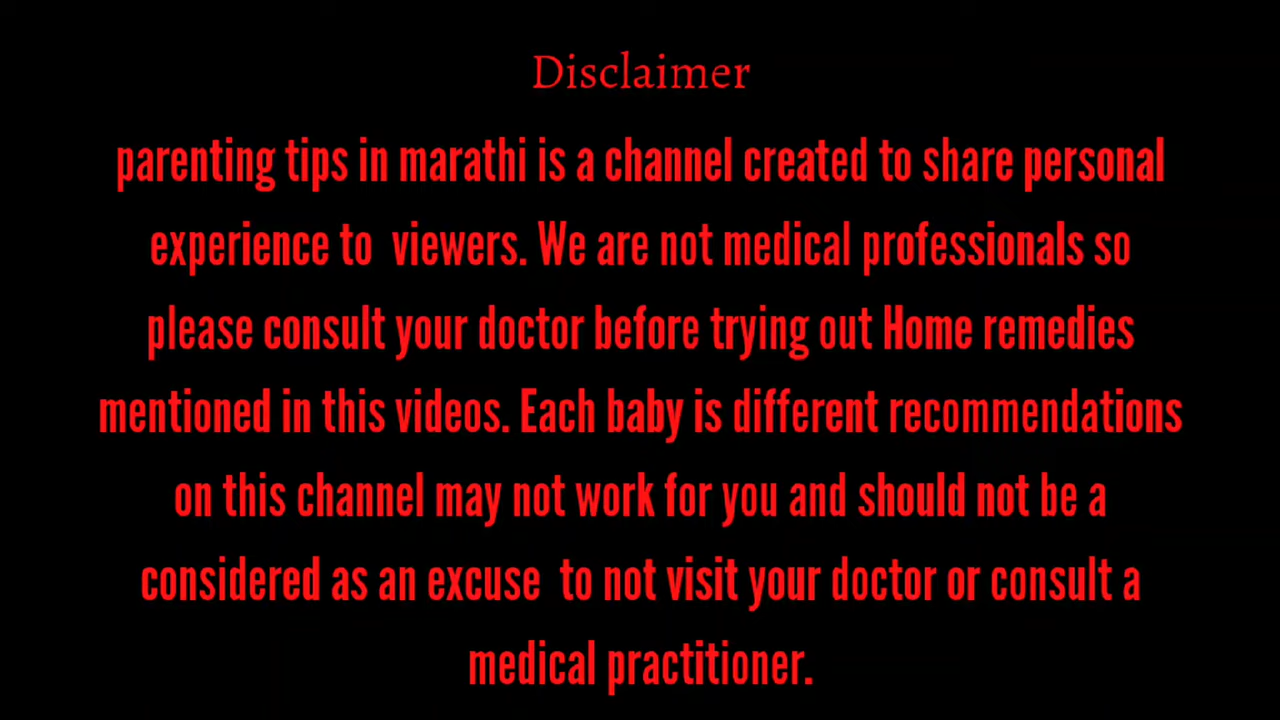 Disclaimer
parenting tips in marathi is a channel created to share personal
experience to viewers. We are not medical professionals so
please consult your doctor before trying out Home remedies
mentioned in this videos. Each baby is different recommendations
on this channel may not work for you and should not be a
considered as an excuse to not visit your doctor or consult a
medical practitioner.